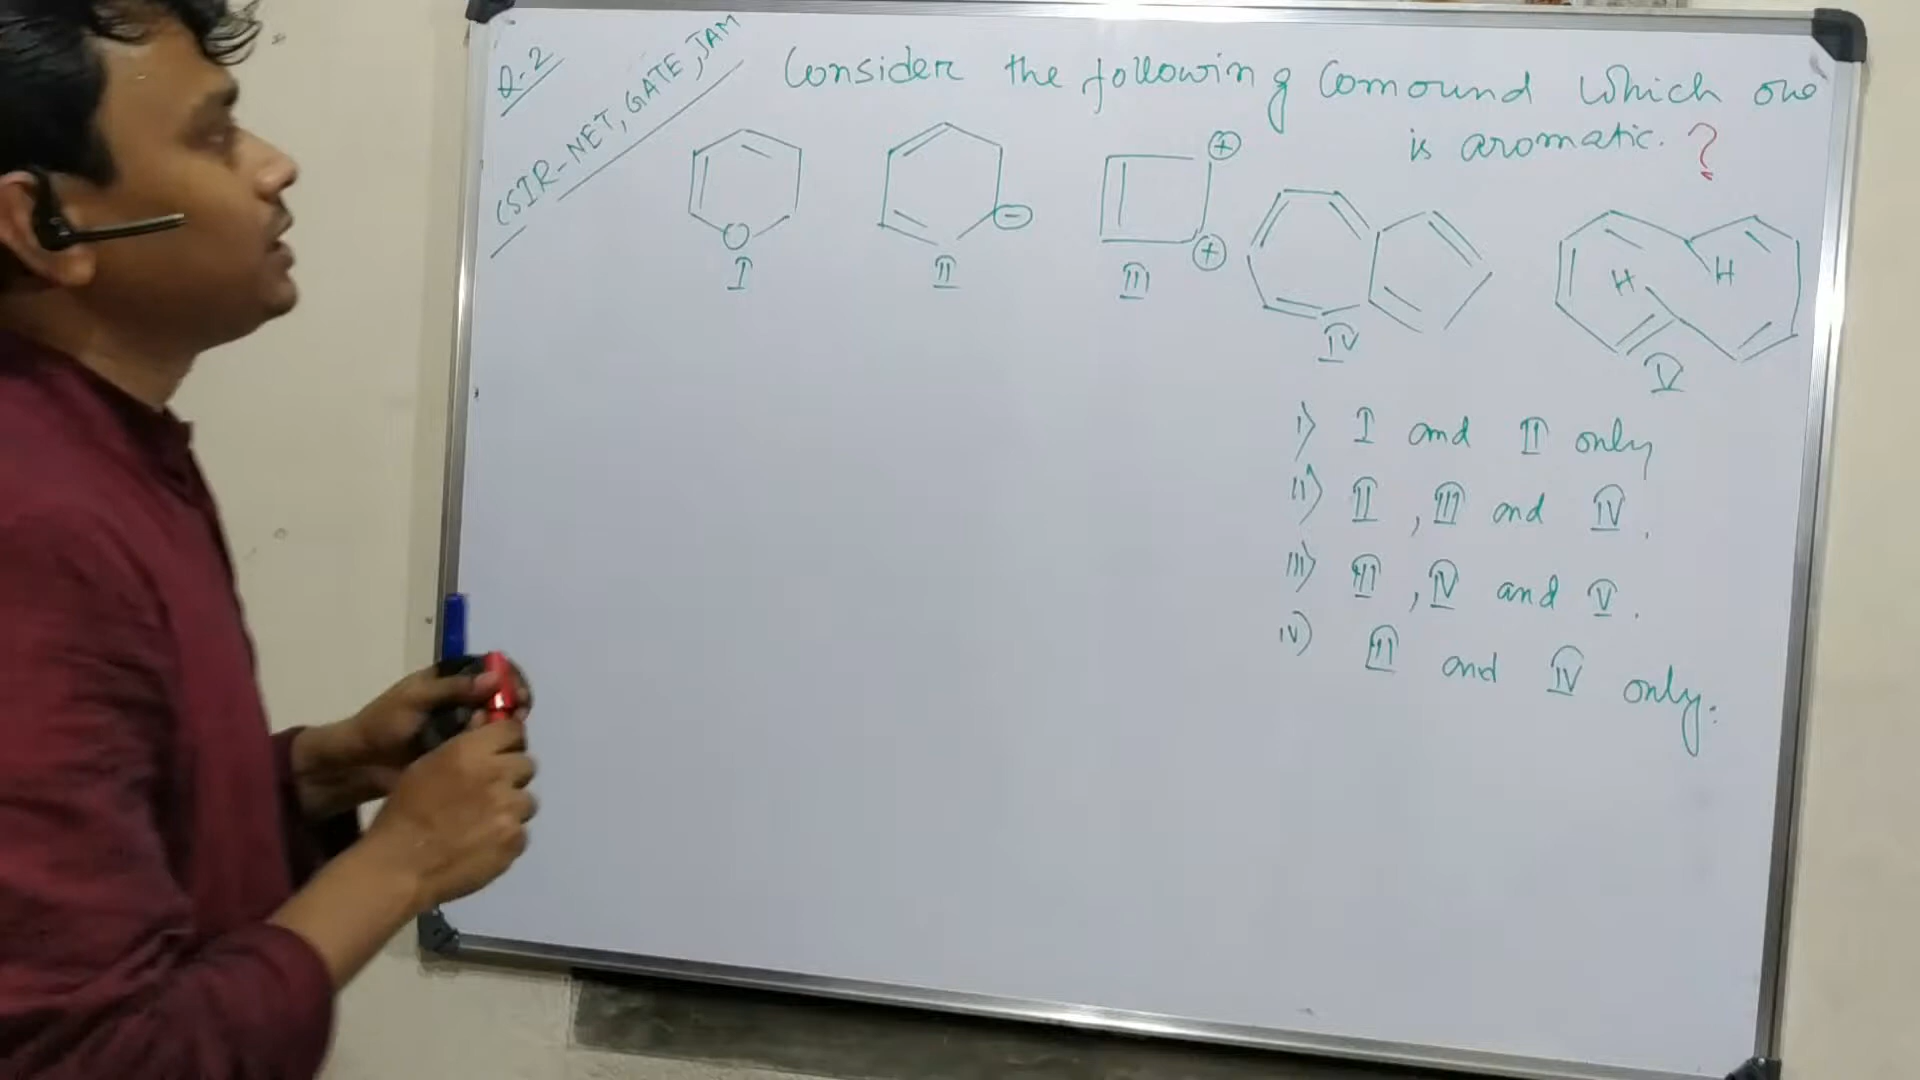 Q-2
CSIR-NET, GATE, JAM
Consider the following Comound which one
is aromatic. ?
O
I
⊖
II
⊕
⊕
III
IV
H
H
V
i) I and II only
ii) II, III and IV.
iii) III, IV and V.
iv) III and IV only.